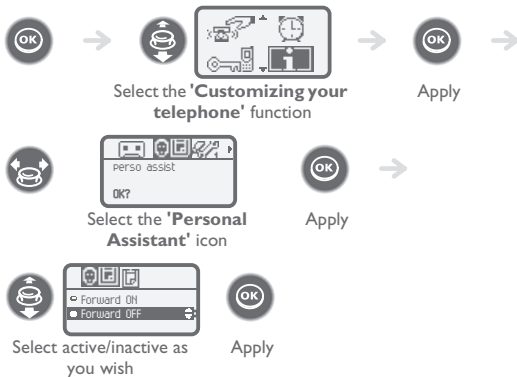 OK
OK
Select the 'Customizing your
telephone' function
Apply
perso assist
OK?
OK
Select the 'Personal
Assistant' icon
Apply
Forward ON
Forward OFF
OK
Select active/inactive as
you wish
Apply